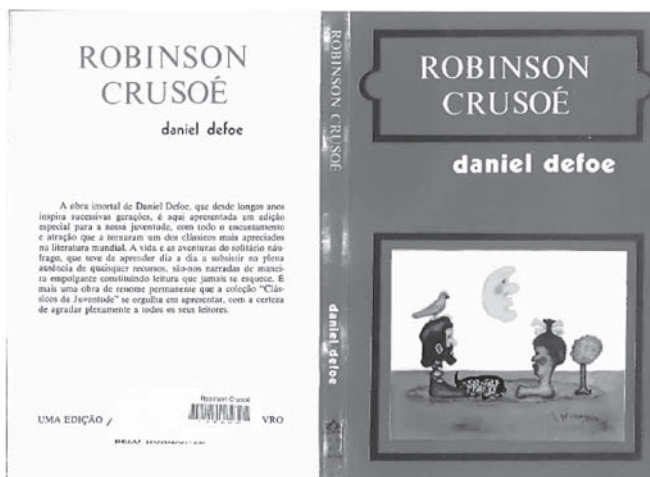 ROBINSON
CRUSOÉ
daniel defoe
A obra imortal de Daniel Defoe, que desde longos anos
inspira sucessivas gerações, é aqui apresentada em edição
especial para a nossa juventude, com todo o encantamento
e atração que a tornaram um dos clássicos mais apreciados
na literatura mundial. A vida e as aventuras do solitário náu-
frago, que teve de aprender dia a dia a subsistir na plena
ausência de quaisquer recursos, são-nos narradas de manei-
ra empolgante constituindo leitura que jamais se esquece. É
mais uma obra de renome permanente que a coleção "Clás-
sicos da Juventude" se orgulha em apresentar, com a certeza
de agradar plenamente a todos os seus leitores.
Robinson Crusoé
UMA EDIÇÃO VRO
ROBINSON CRUSOÉ
daniel defoe
ROBINSON
CRUSOÉ
daniel defoe